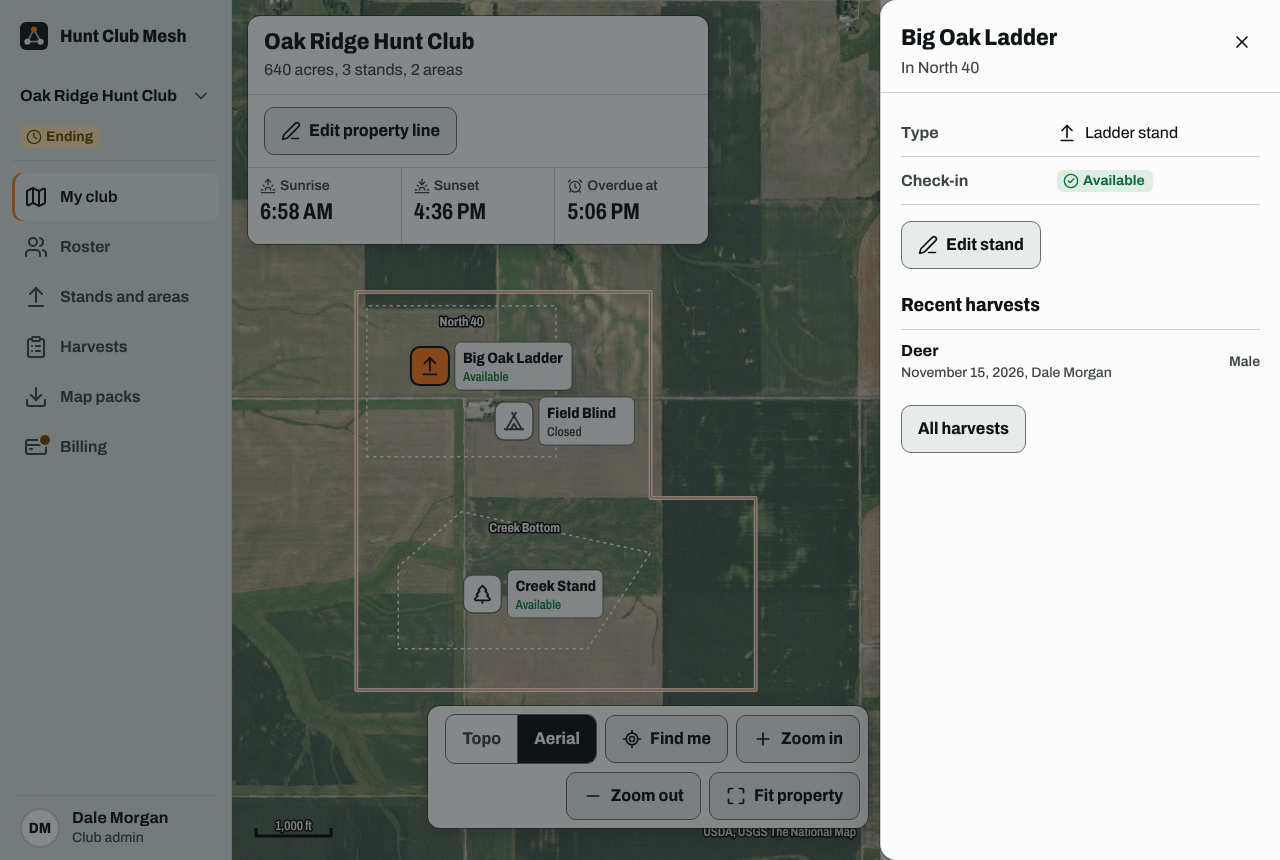 Hunt Club Mesh
Oak Ridge Hunt Club
Ending
My club
Roster
Stands and areas
Harvests
Map packs
Billing
DM
Dale Morgan
Club admin
Oak Ridge Hunt Club
640 acres, 3 stands, 2 areas
Edit property line
Sunrise
6:58 AM
Sunset
4:36 PM
Overdue at
5:06 PM
North 40
Big Oak Ladder
Available
Field Blind
Closed
Creek Bottom
Creek Stand
Available
Topo
Aerial
Find me
Zoom in
Zoom out
Fit property
1,000 ft
USDA, USGS The National Map
Big Oak Ladder
In North 40
Type
Ladder stand
Check-in
Available
Edit stand
Recent harvests
Deer
November 15, 2026, Dale Morgan
Male
All harvests